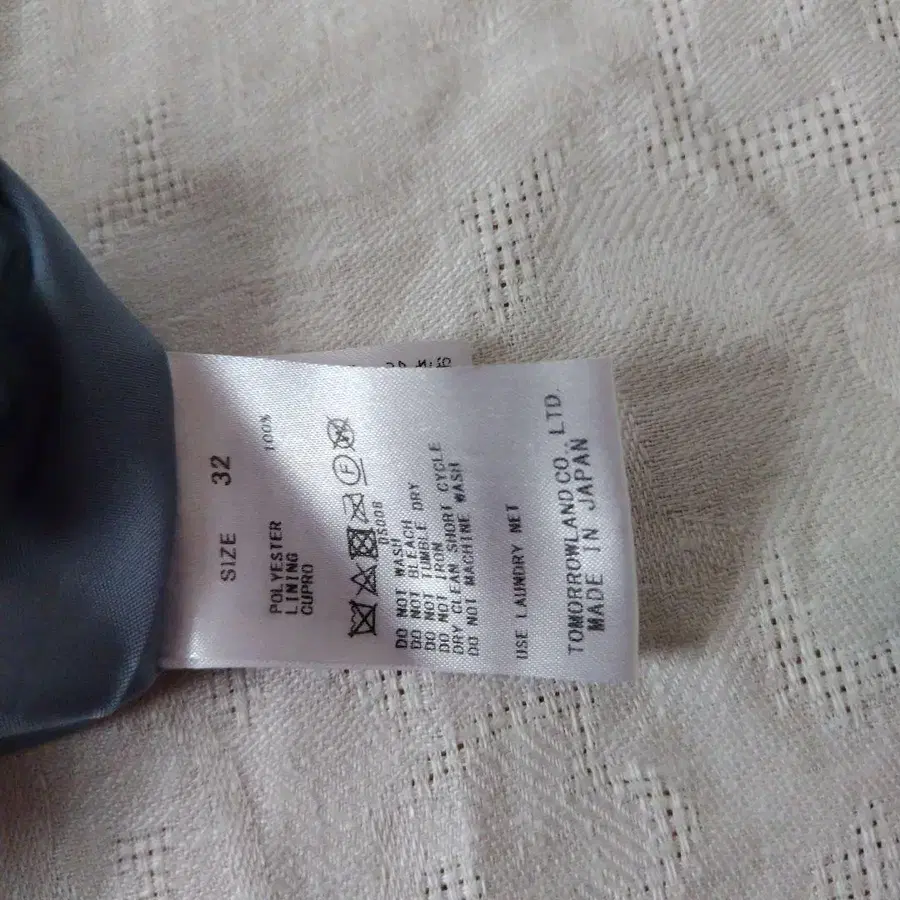 SIZE 32
POLYESTER 100%
LINING
CUPRO
DS008
DO NOT WASH
DO NOT BLEACH
DO NOT TUMBLE DRY
DO NOT IRON
DRY CLEAN SHORT CYCLE
DO NOT MACHINE WASH
USE LAUNDRY NET
TOMORROWLAND CO., LTD.
MADE IN JAPAN